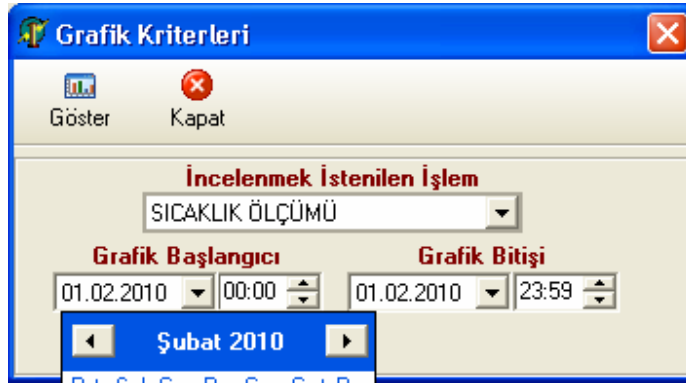 Grafik Kriterleri
Göster Kapat
İncelenmek İstenilen İşlem
SICAKLIK ÖLÇÜMÜ
Grafik Başlangıcı Grafik Bitişi
01.02.2010 00:00 01.02.2010 23:59
Şubat 2010